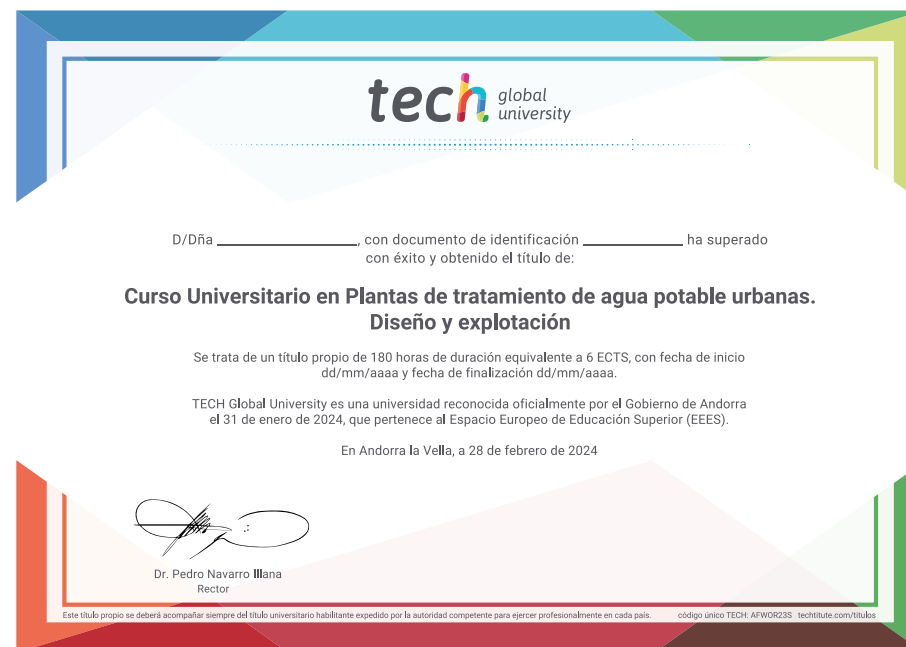 tech global university
D/Dña ____________________, con documento de identificación ______________ ha superado
con éxito y obtenido el título de:
Curso Universitario en Plantas de tratamiento de agua potable urbanas.
Diseño y explotación
Se trata de un título propio de 180 horas de duración equivalente a 6 ECTS, con fecha de inicio
dd/mm/aaaa y fecha de finalización dd/mm/aaaa.
TECH Global University es una universidad reconocida oficialmente por el Gobierno de Andorra
el 31 de enero de 2024, que pertenece al Espacio Europeo de Educación Superior (EEES).
En Andorra la Vella, a 28 de febrero de 2024
Dr. Pedro Navarro Illana
Rector
Este título propio se deberá acompañar siempre del título universitario habilitante expedido por la autoridad competente para ejercer profesionalmente en cada país. código único TECH: AFWOR23S techtitute.com/titulos